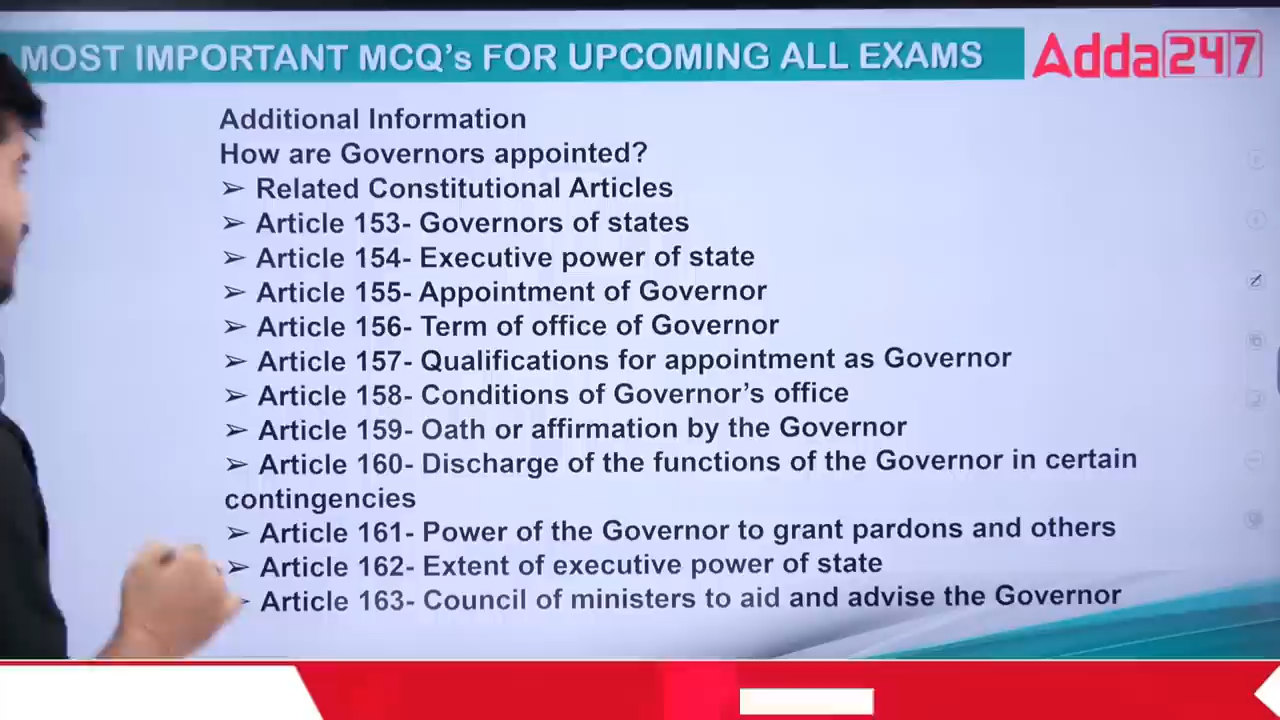 MOST IMPORTANT MCQ's FOR UPCOMING ALL EXAMS
Adda247
Additional Information
How are Governors appointed?
➢ Related Constitutional Articles
➢ Article 153- Governors of states
➢ Article 154- Executive power of state
➢ Article 155- Appointment of Governor
➢ Article 156- Term of office of Governor
➢ Article 157- Qualifications for appointment as Governor
➢ Article 158- Conditions of Governor's office
➢ Article 159- Oath or affirmation by the Governor
➢ Article 160- Discharge of the functions of the Governor in certain
contingencies
➢ Article 161- Power of the Governor to grant pardons and others
➢ Article 162- Extent of executive power of state
➢ Article 163- Council of ministers to aid and advise the Governor